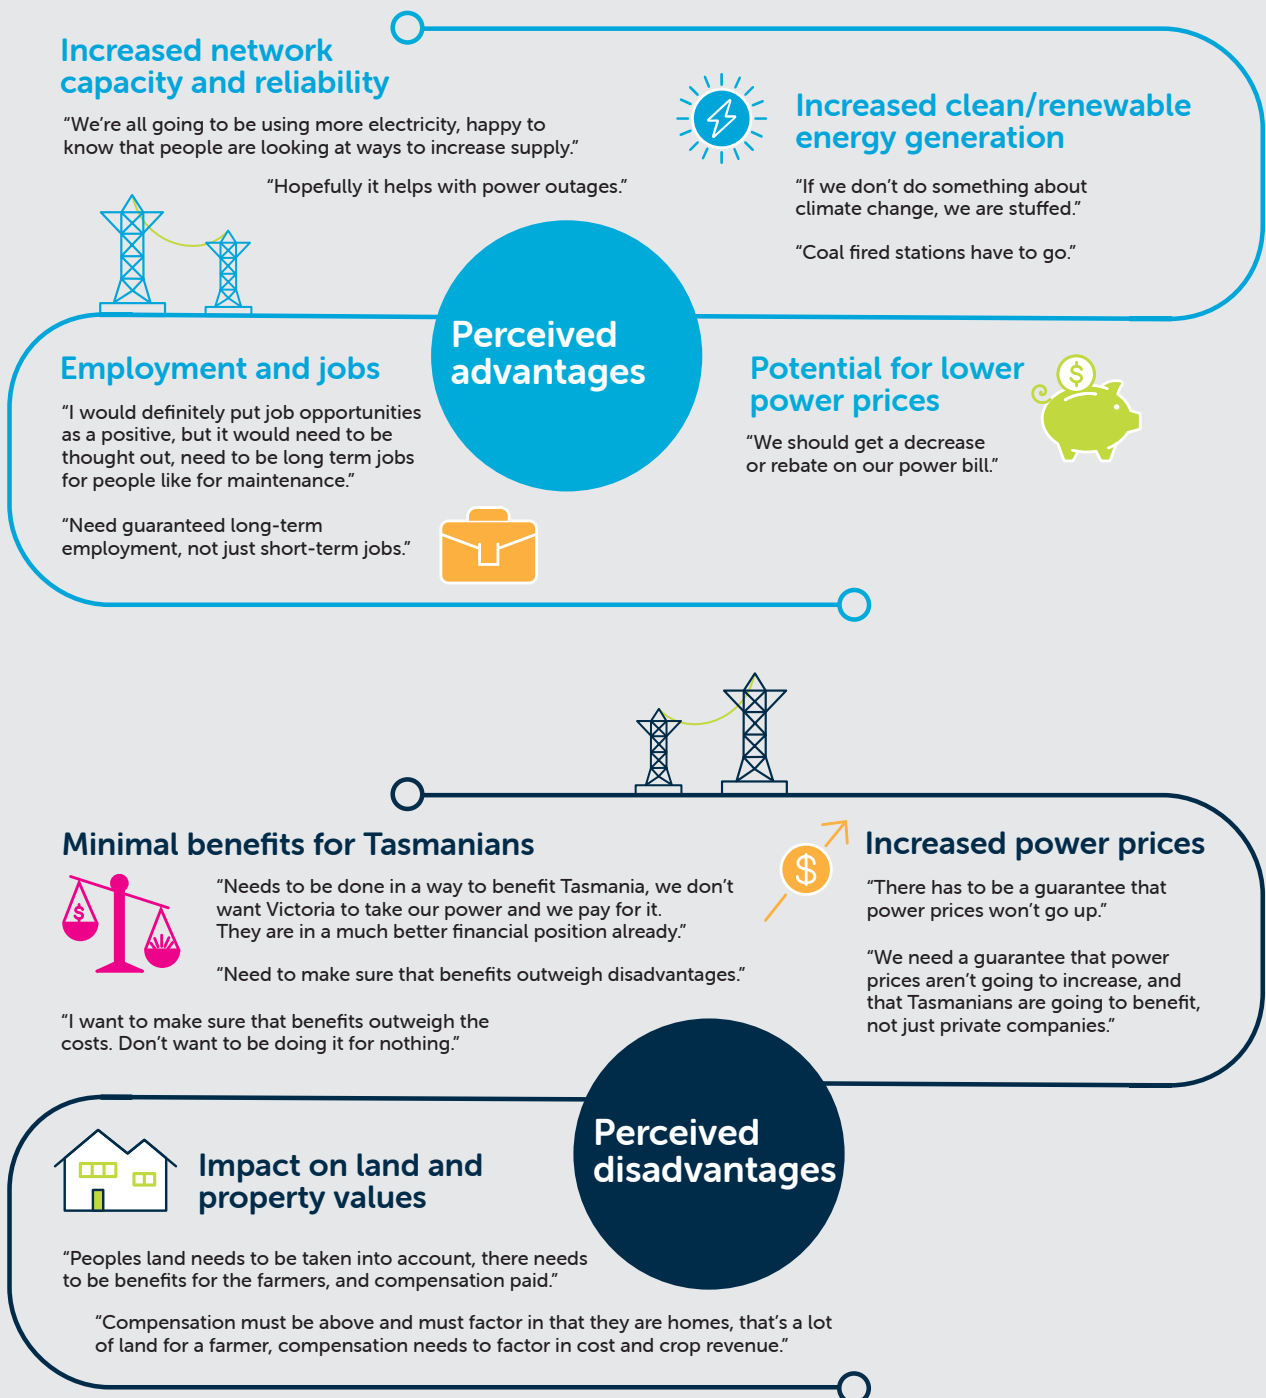 Increased network
capacity and reliability
“We’re all going to be using more electricity, happy to
know that people are looking at ways to increase supply.”
“Hopefully it helps with power outages.”
Increased clean/renewable
energy generation
“If we don’t do something about
climate change, we are stuffed.”
“Coal fired stations have to go.”
Perceived
advantages
Employment and jobs
“I would definitely put job opportunities
as a positive, but it would need to be
thought out, need to be long term jobs
for people like for maintenance.”
“Need guaranteed long-term
employment, not just short-term jobs.”
Potential for lower
power prices
$
“We should get a decrease
or rebate on our power bill.”
Minimal benefits for Tasmanians
$
“Needs to be done in a way to benefit Tasmania, we don’t
want Victoria to take our power and we pay for it.
They are in a much better financial position already.”
“Need to make sure that benefits outweigh disadvantages.”
“I want to make sure that benefits outweigh the
costs. Don’t want to be doing it for nothing.”
$
Increased power prices
“There has to be a guarantee that
power prices won’t go up.”
“We need a guarantee that power
prices aren’t going to increase, and
that Tasmanians are going to benefit,
not just private companies.”
Perceived
disadvantages
Impact on land and
property values
“Peoples land needs to be taken into account, there needs
to be benefits for the farmers, and compensation paid.”
“Compensation must be above and must factor in that they are homes, that’s a lot
of land for a farmer, compensation needs to factor in cost and crop revenue.”